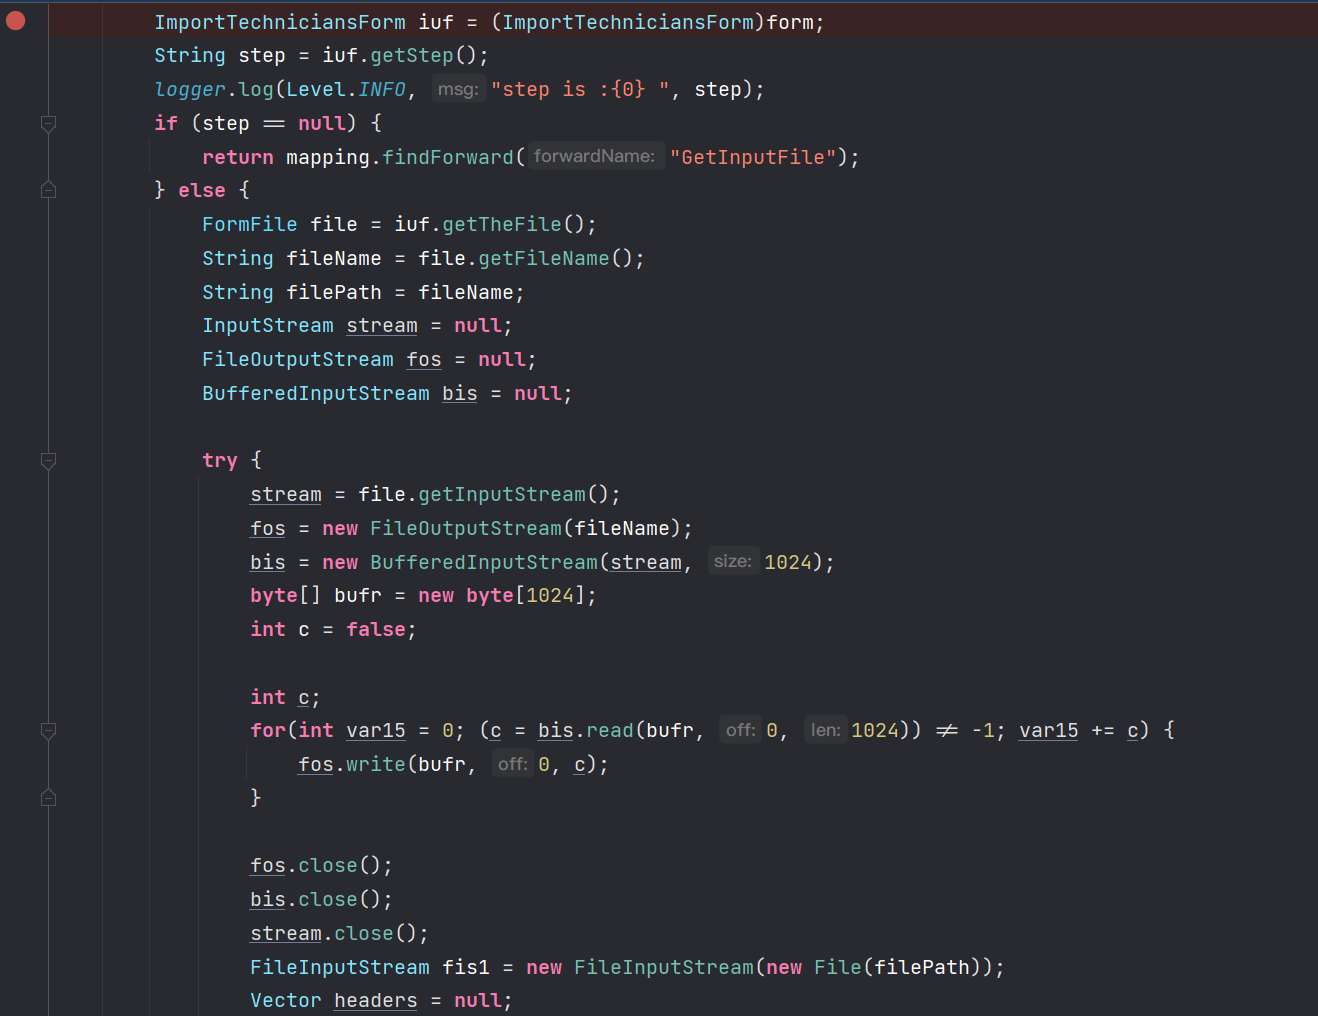 ImportTechniciansForm iuf = (ImportTechniciansForm)form;
String step = iuf.getStep();
logger.log(Level.INFO, msg: "step is :{0} ", step);
if (step == null) {
return mapping.findForward( forwardName: "GetInputFile");
} else {
FormFile file = iuf.getTheFile();
String fileName = file.getFileName();
String filePath = fileName;
InputStream stream = null;
FileOutputStream fos = null;
BufferedInputStream bis = null;
try {
stream = file.getInputStream();
fos = new FileOutputStream(fileName);
bis = new BufferedInputStream(stream, size: 1024);
byte[] bufr = new byte[1024];
int c = false;
int c;
for(int var15 = 0; (c = bis.read(bufr, off: 0, len: 1024)) != -1; var15 += c) {
fos.write(bufr, off: 0, c);
}
fos.close();
bis.close();
stream.close();
FileInputStream fis1 = new FileInputStream(new File(filePath));
Vector headers = null;